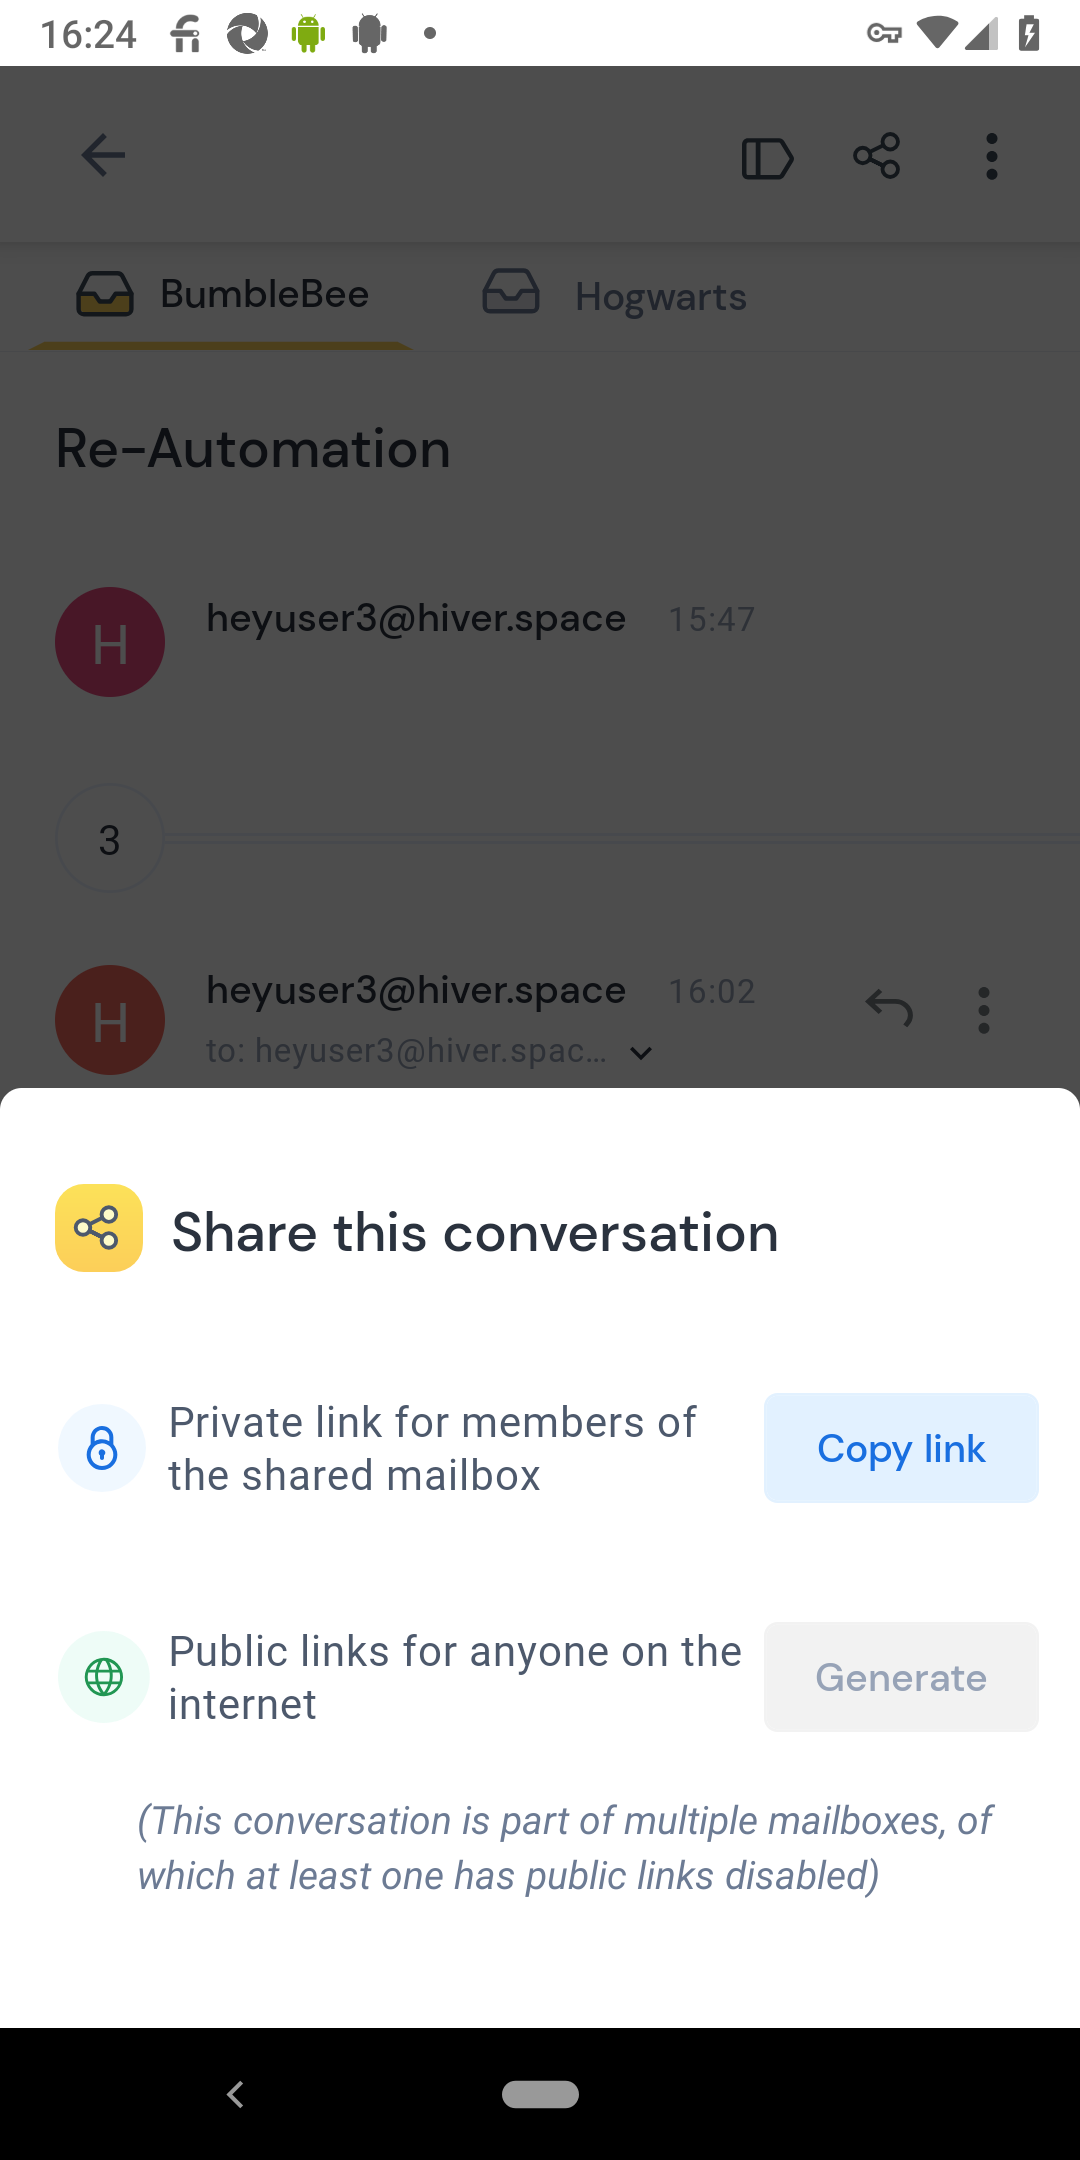 16:24
BumbleBee
Hogwarts
Re-Automation
H
heyuser3@hiver.space 15:47
3
H
heyuser3@hiver.space 16:02
to: heyuser3@hiver.spac...
Share this conversation
Private link for members of
the shared mailbox
Copy link
Public links for anyone on the
internet
Generate
(This conversation is part of multiple mailboxes, of
which at least one has public links disabled)